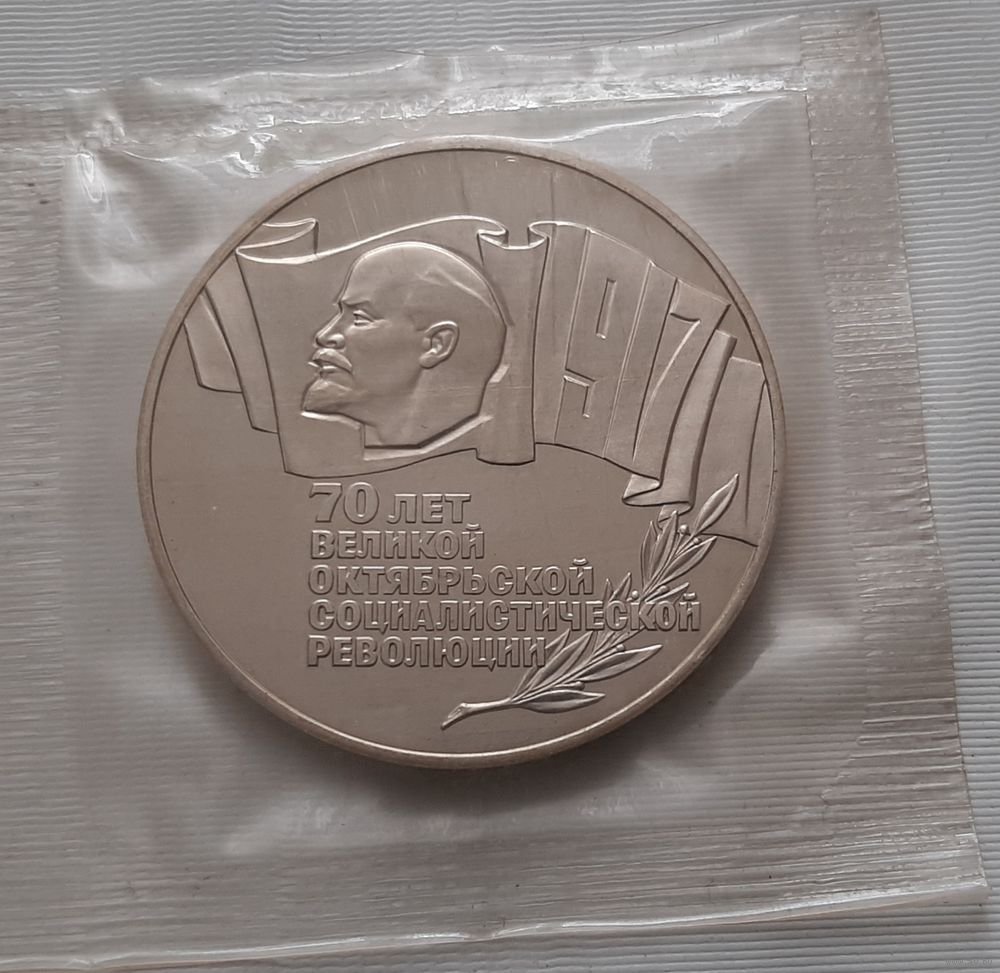 1917
70 ЛЕТ
ВЕЛИКОЙ
ОКТЯБРЬСКОЙ
СОЦИАЛИСТИЧЕСКОЙ
РЕВОЛЮЦИИ